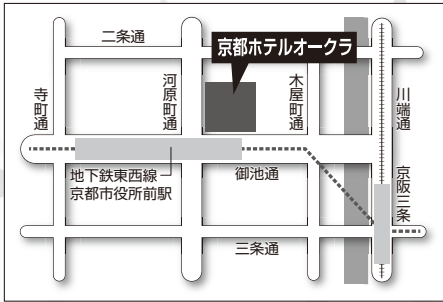 二条通
京都ホテルオークラ
寺町通
河原町通
木屋町通
川端通
地下鉄東西線
京都市役所前駅
御池通
京阪三条
三条通